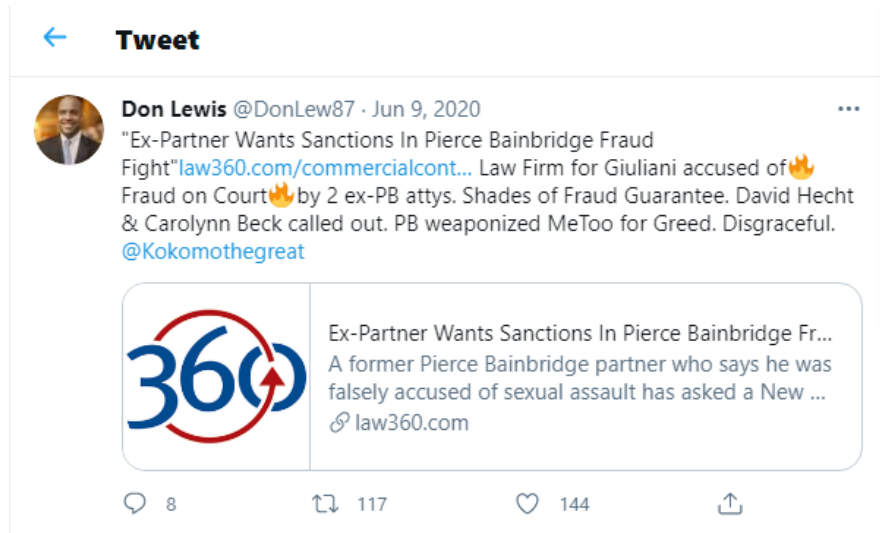 Tweet
Don Lewis @DonLew87 · Jun 9, 2020
"Ex-Partner Wants Sanctions In Pierce Bainbridge Fraud
Fight"law360.com/commercialcont... Law Firm for Giuliani accused of🔥
Fraud on Court🔥by 2 ex-PB attys. Shades of Fraud Guarantee. David Hecht
& Carolynn Beck called out. PB weaponized MeToo for Greed. Disgraceful.
@Kokomothegreat
360
Ex-Partner Wants Sanctions In Pierce Bainbridge Fr...
A former Pierce Bainbridge partner who says he was
falsely accused of sexual assault has asked a New ...
law360.com
8 117 144